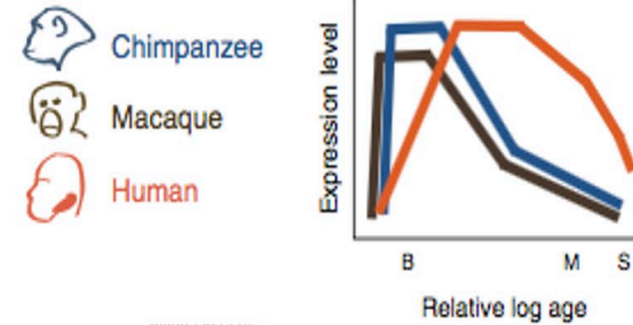 Chimpanzee
Macaque
Human
Expression level
B M S
Relative log age